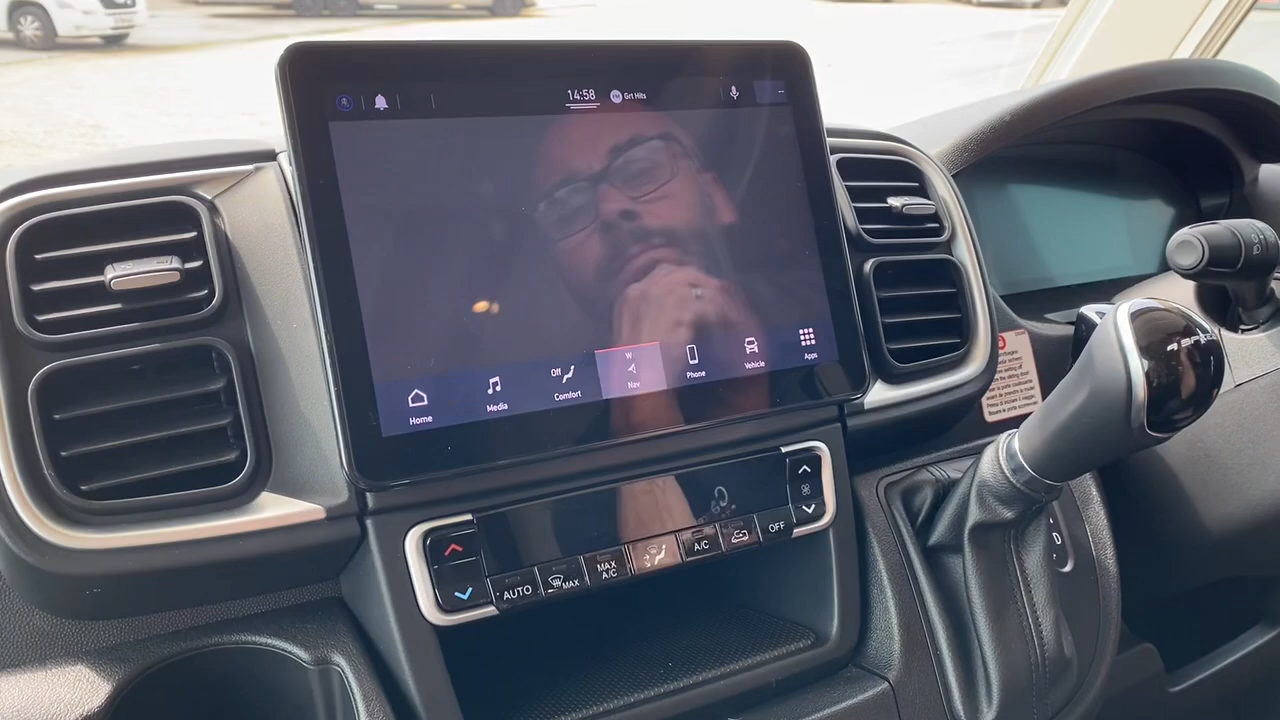 14:58
Grt Hits
Home
Media
Off
Comfort
W
Nav
Phone
Vehicle
Apps
AUTO
MAX
MAX
A/C
A/C
OFF
D